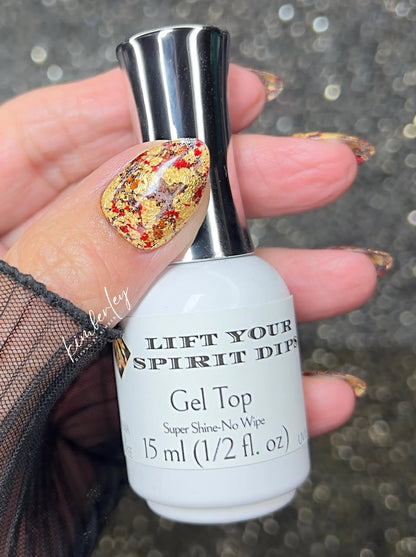 kimberley
LIFT YOUR
SPIRIT DIPS
Gel Top
Super Shine-No Wipe
15 ml (1/2 fl. oz)